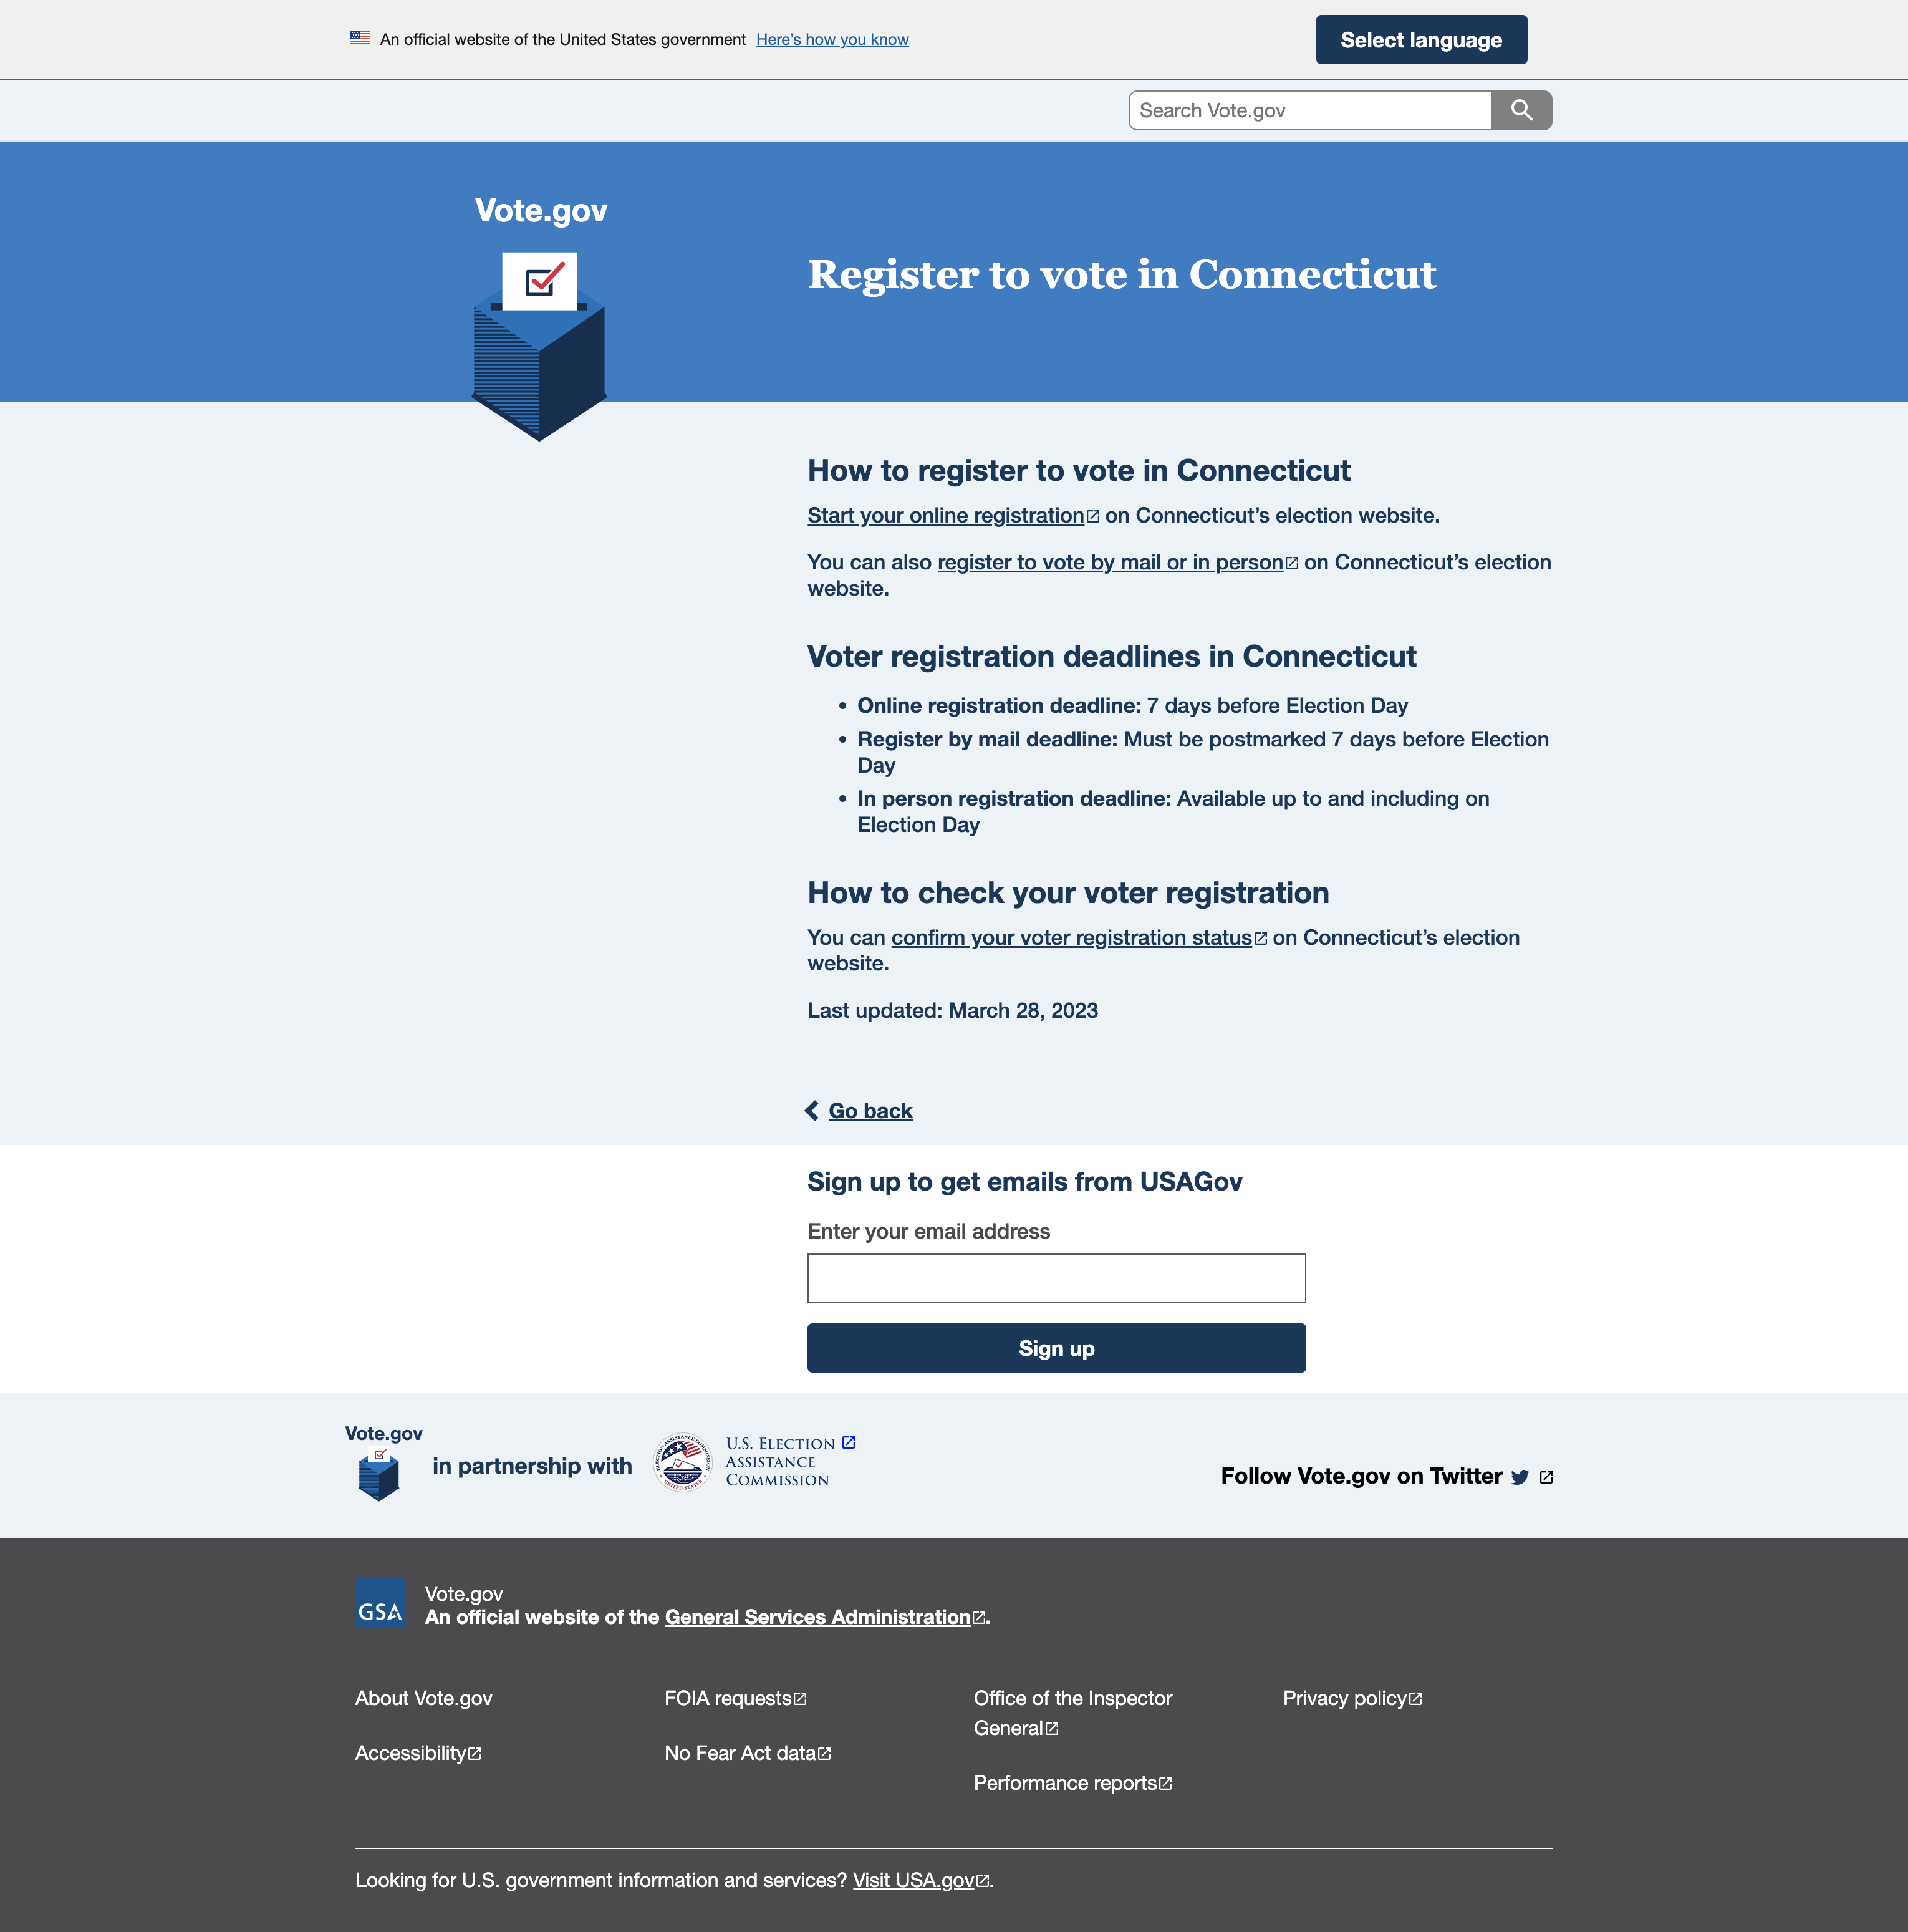 An official website of the United States government Here’s how you know
Select language
Search Vote.gov
Vote.gov
Register to vote in Connecticut
How to register to vote in Connecticut
Start your online registration on Connecticut’s election website.
You can also register to vote by mail or in person on Connecticut’s election
website.
Voter registration deadlines in Connecticut
• Online registration deadline: 7 days before Election Day
• Register by mail deadline: Must be postmarked 7 days before Election
Day
• In person registration deadline: Available up to and including on
Election Day
How to check your voter registration
You can confirm your voter registration status on Connecticut’s election
website.
Last updated: March 28, 2023
Go back
Sign up to get emails from USAGov
Enter your email address
Sign up
Vote.gov
in partnership with
ELECTION ASSISTANCE COMMISSION
UNITED STATES
U.S. ELECTION
ASSISTANCE
COMMISSION
Follow Vote.gov on Twitter
GSA
Vote.gov
An official website of the General Services Administration.
About Vote.gov
Accessibility
FOIA requests
No Fear Act data
Office of the Inspector
General
Performance reports
Privacy policy
Looking for U.S. government information and services? Visit USA.gov.